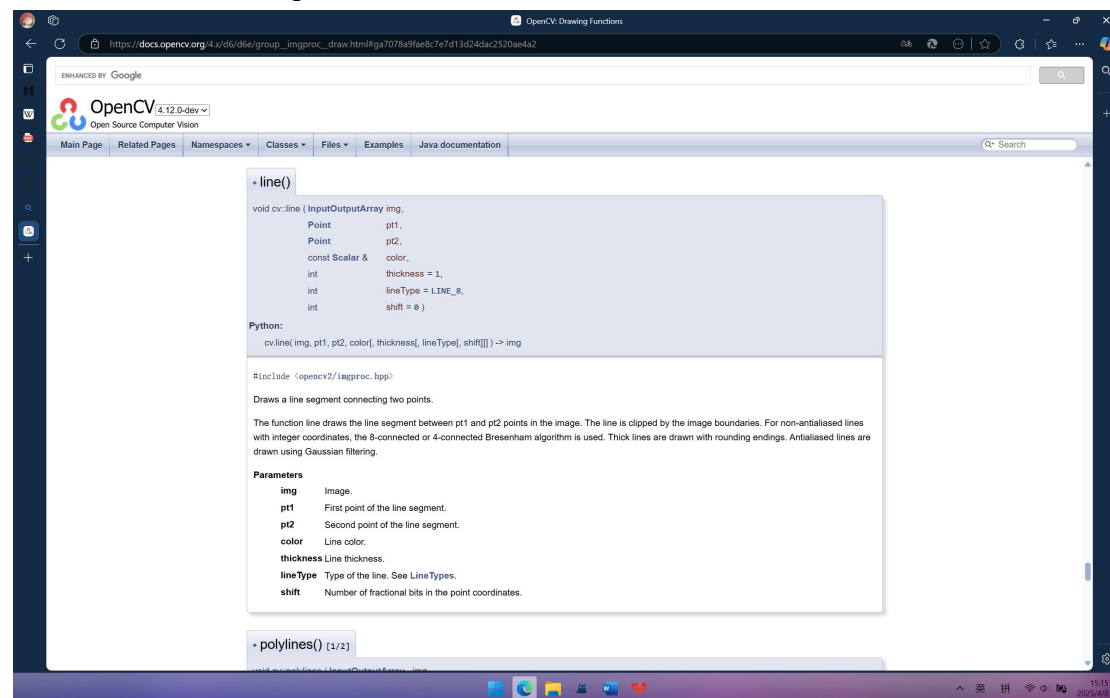 OpenCV: Drawing Functions
https://docs.opencv.org/4.x/d6/d6e/group__imgproc__draw.html#ga7078a9fae8c7e7d13d24dac2520ae4a2
ENHANCED BY Google
OpenCV 4.12.0-dev
Open Source Computer Vision
Main Page Related Pages Namespaces Classes Files Examples Java documentation Search
line()
void cv::line ( InputOutputArray img,
Point pt1,
Point pt2,
const Scalar & color,
int thickness = 1,
int lineType = LINE_8,
int shift = 0 )
Python:
cv.line( img, pt1, pt2, color[, thickness[, lineType[, shift]]] ) -> img
#include <opencv2/imgproc.hpp>
Draws a line segment connecting two points.
The function line draws the line segment between pt1 and pt2 points in the image. The line is clipped by the image boundaries. For non-antialiased lines
with integer coordinates, the 8-connected or 4-connected Bresenham algorithm is used. Thick lines are drawn with rounding endings. Antialiased lines are
drawn using Gaussian filtering.
Parameters
img Image.
pt1 First point of the line segment.
pt2 Second point of the line segment.
color Line color.
thickness Line thickness.
lineType Type of the line. See LineTypes.
shift Number of fractional bits in the point coordinates.
polylines() [1/2]
void cv::polylines ( InputOutputArray img,
英 拼 15:15